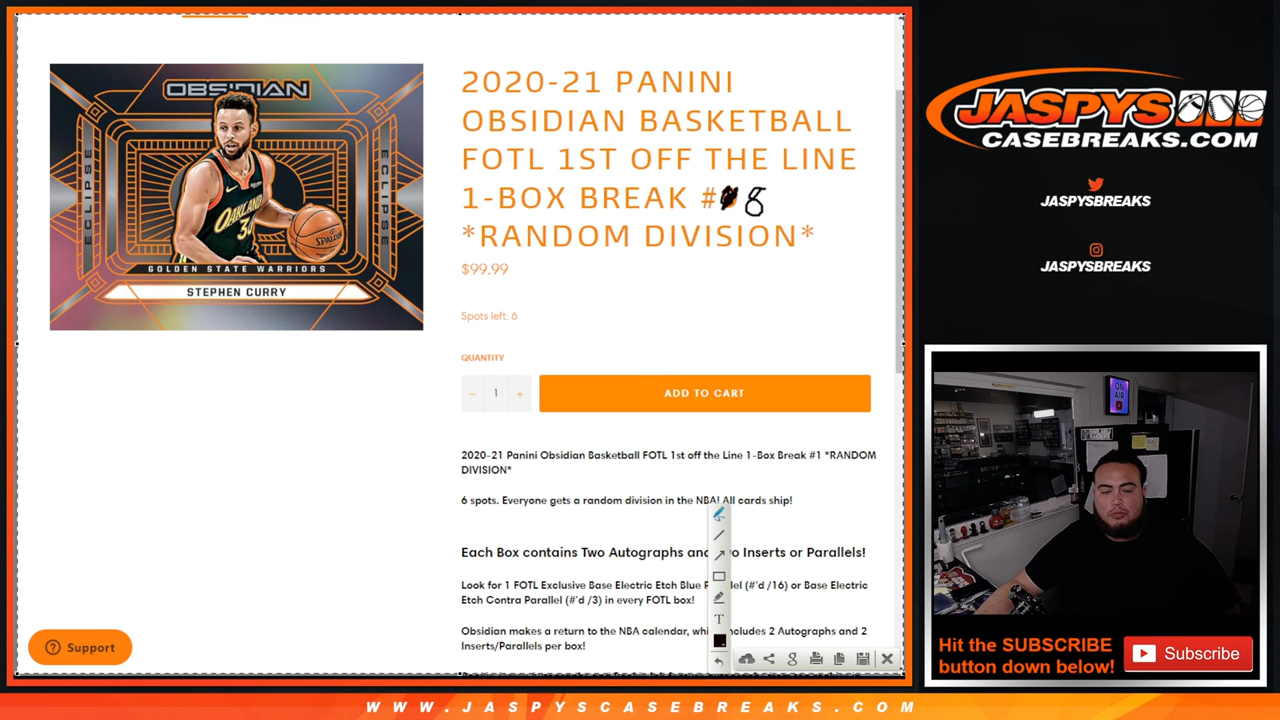 OBSIDIAN
ECLIPSE
ECLIPSE
OAKLAND
30
SPALDING
GOLDEN STATE WARRIORS
STEPHEN CURRY
2020-21 PANINI
OBSIDIAN BASKETBALL
FOTL 1ST OFF THE LINE
1-BOX BREAK # 8
*RANDOM DIVISION*
$99.99
Spots left: 6
QUANTITY
− 1 +
ADD TO CART
2020-21 Panini Obsidian Basketball FOTL 1st off the Line 1-Box Break #1 *RANDOM
DIVISION*
6 spots. Everyone gets a random division in the NBA! All cards ship!
Each Box contains Two Autographs and Two Inserts or Parallels!
Look for 1 FOTL Exclusive Base Electric Etch Blue Parallel (#'d /16) or Base Electric
Etch Contra Parallel (#'d /3) in every FOTL box!
Obsidian makes a return to the NBA calendar, which includes 2 Autographs and 2
Inserts/Parallels per box!
Support
T
g
JASPYS
CASEBREAKS.COM
JASPYSBREAKS
JASPYSBREAKS
ON
AIR
Hit the SUBSCRIBE
button down below!
Subscribe
WWW.JASPYSCASEBREAKS.COM